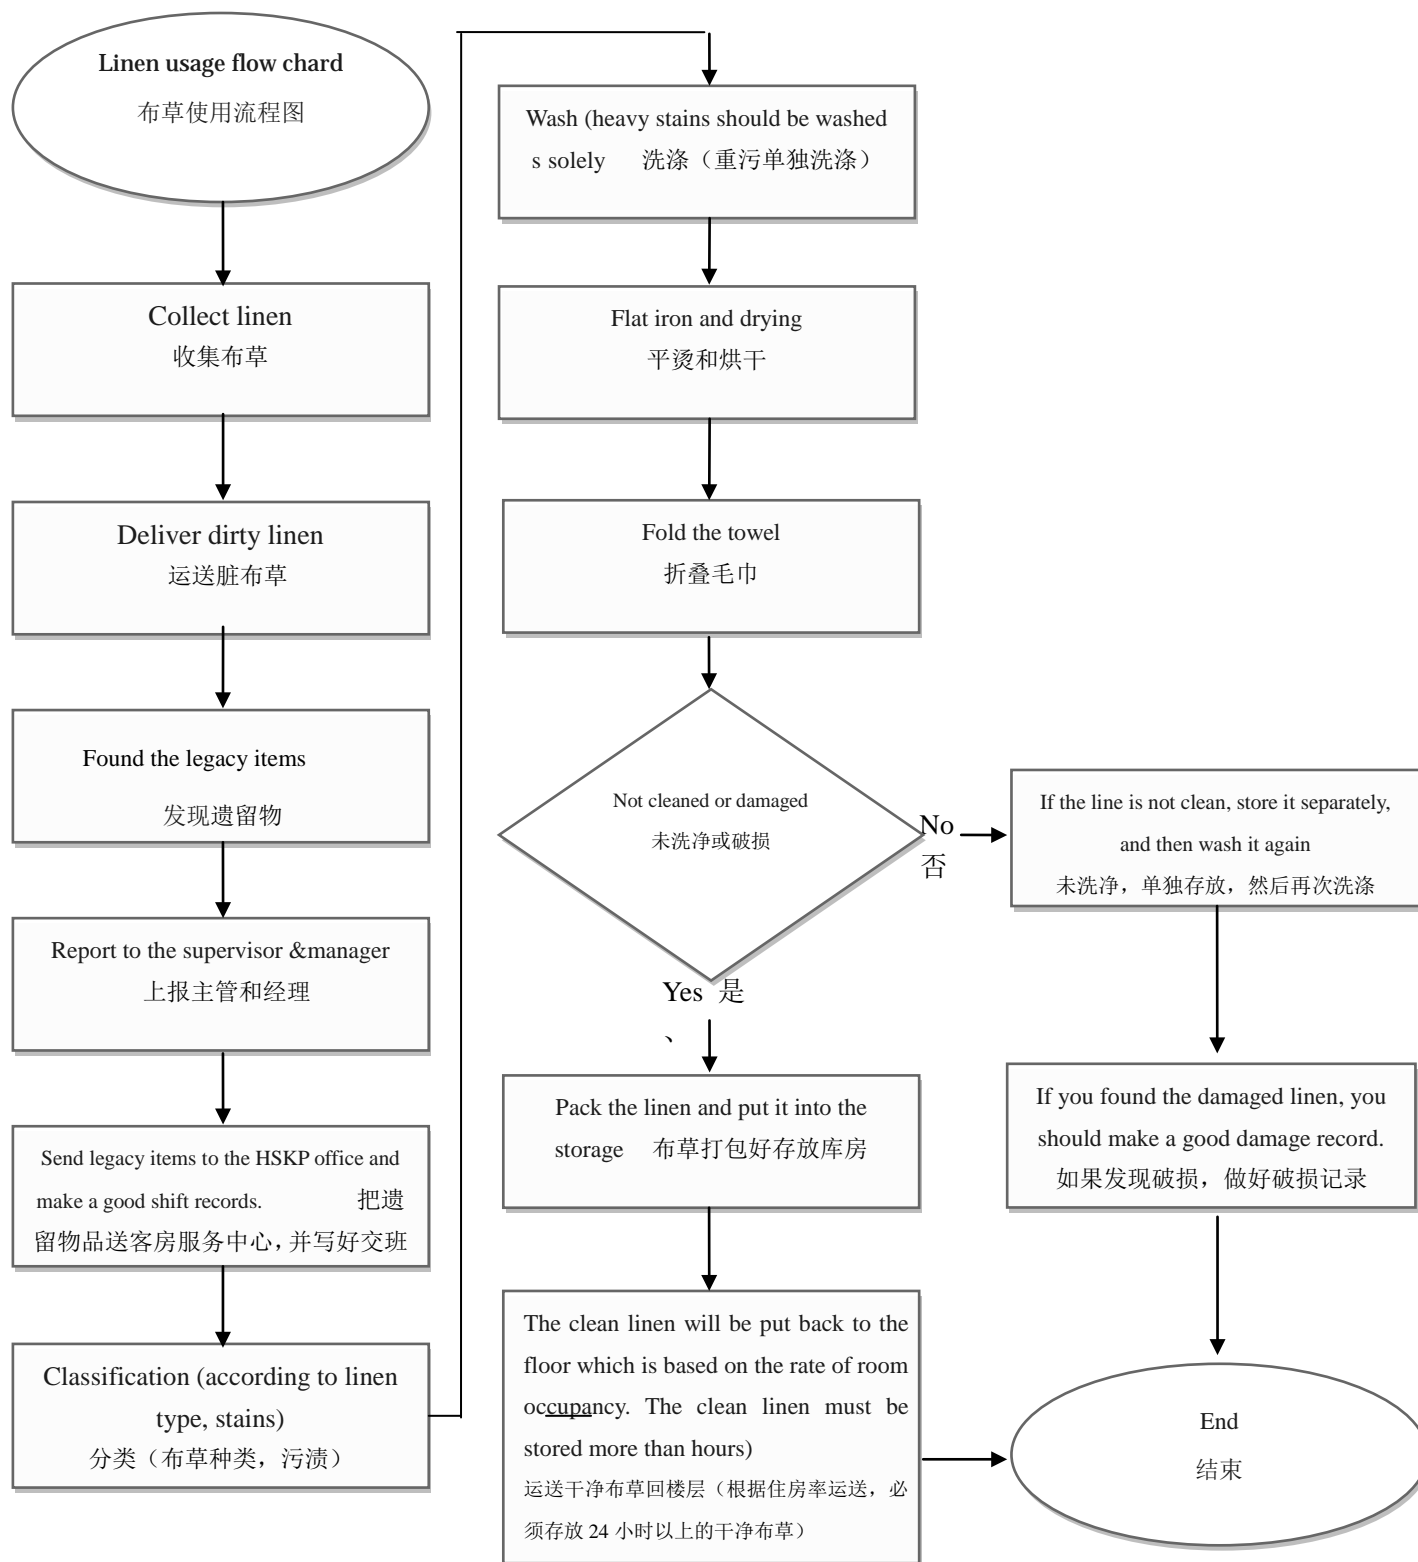 Linen usage flow chard
布草使用流程图
Collect linen
收集布草
Deliver dirty linen
运送脏布草
Found the legacy items
发现遗留物
Report to the supervisor &manager
上报主管和经理
Send legacy items to the HSKP office and
make a good shift records. 把遗
留物品送客房服务中心，并写好交班
Classification (according to linen
type, stains)
分类（布草种类，污渍）
Wash (heavy stains should be washed
s solely 洗涤（重污单独洗涤）
Flat iron and drying
平烫和烘干
Fold the towel
折叠毛巾
Not cleaned or damaged
未洗净或破损
No
否
If the line is not clean, store it separately,
and then wash it again
未洗净，单独存放，然后再次洗涤
If you found the damaged linen, you
should make a good damage record.
如果发现破损，做好破损记录
Yes 是
、
Pack the linen and put it into the
storage 布草打包好存放库房
The clean linen will be put back to the
floor which is based on the rate of room
occupancy. The clean linen must be
stored more than hours)
运送干净布草回楼层（根据住房率运送，必
须存放 24 小时以上的干净布草）
End
结束